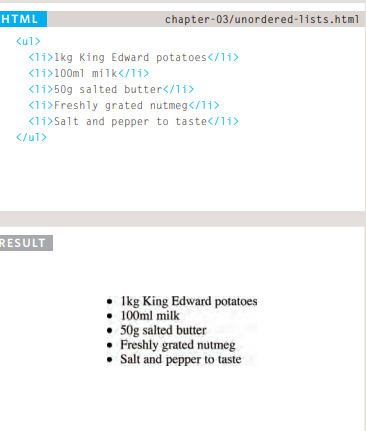 HTML chapter-03/unordered-lists.html
<ul>
<li>1kg King Edward potatoes</li>
<li>100ml milk</li>
<li>50g salted butter</li>
<li>Freshly grated nutmeg</li>
<li>Salt and pepper to taste</li>
</ul>
RESULT
• 1kg King Edward potatoes
• 100ml milk
• 50g salted butter
• Freshly grated nutmeg
• Salt and pepper to taste